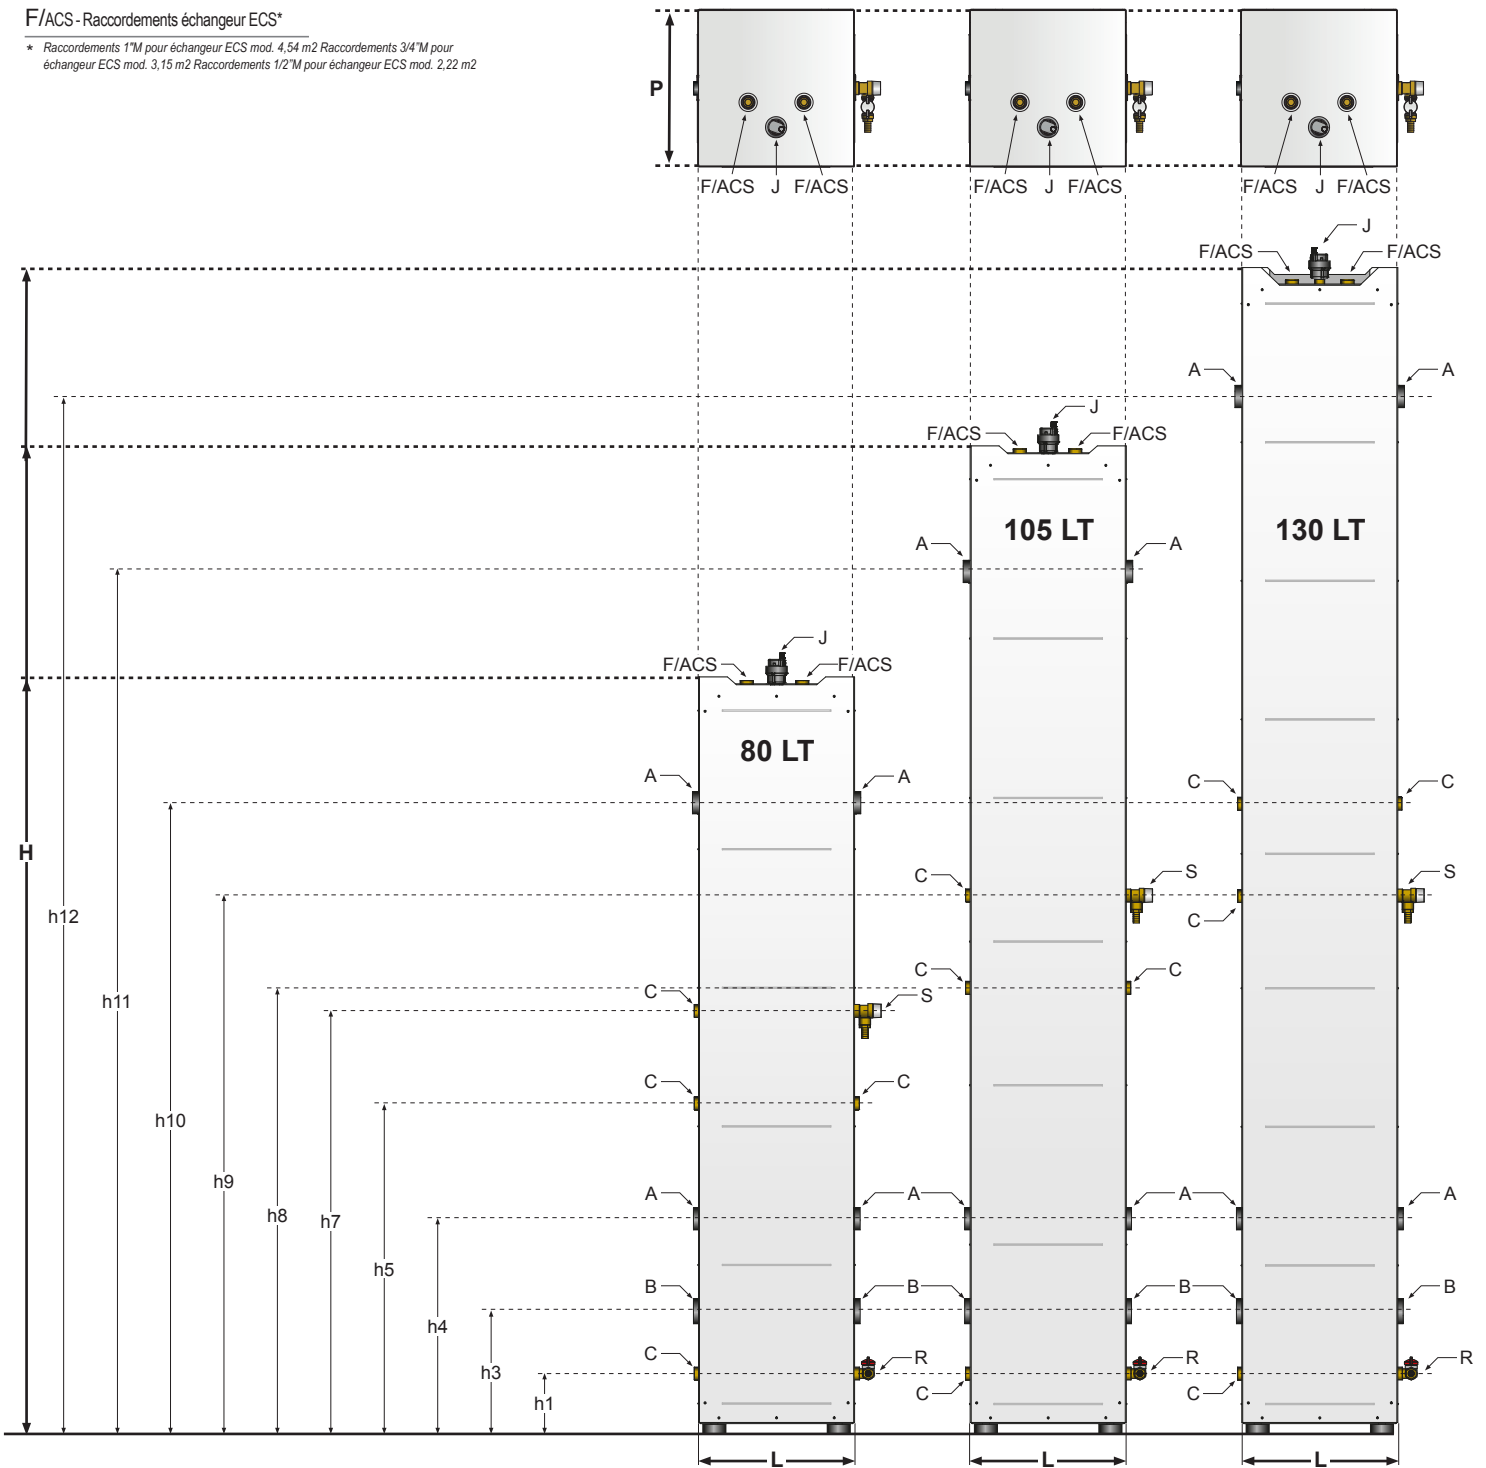 F/ACS - Raccordements échangeur ECS*
* Raccordements 1"M pour échangeur ECS mod. 4,54 m2 Raccordements 3/4"M pour
échangeur ECS mod. 3,15 m2 Raccordements 1/2"M pour échangeur ECS mod. 2,22 m2
P
F/ACS J F/ACS
F/ACS J F/ACS
F/ACS J F/ACS
J
F/ACS F/ACS
A A
J
F/ACS F/ACS
105 LT
130 LT
A A
J
F/ACS F/ACS
80 LT
A A
C C
H
C S
C S
h12
C C
h11
C S
C C
h10
h9
A A A A
h8
h7
h5
B B B B
h4
h3
C R
C R
C R
h1
L L L